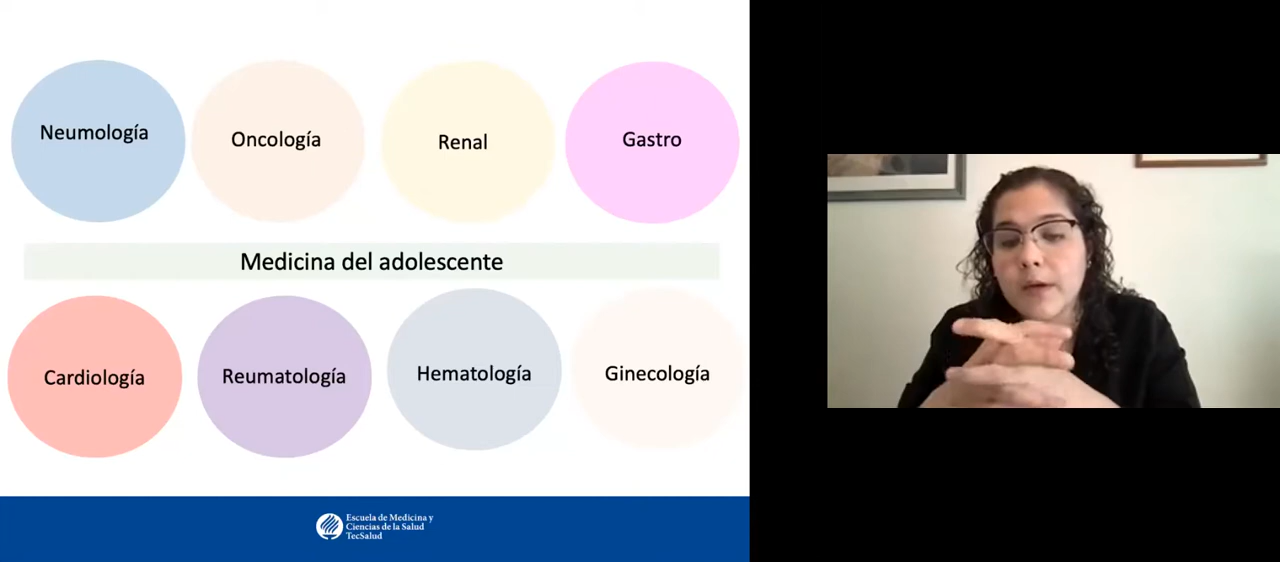 Neumología
Oncología
Renal
Gastro
Medicina del adolescente
Cardiología
Reumatología
Hematología
Ginecología
Escuela de Medicina y
Ciencias de la Salud
TecSalud